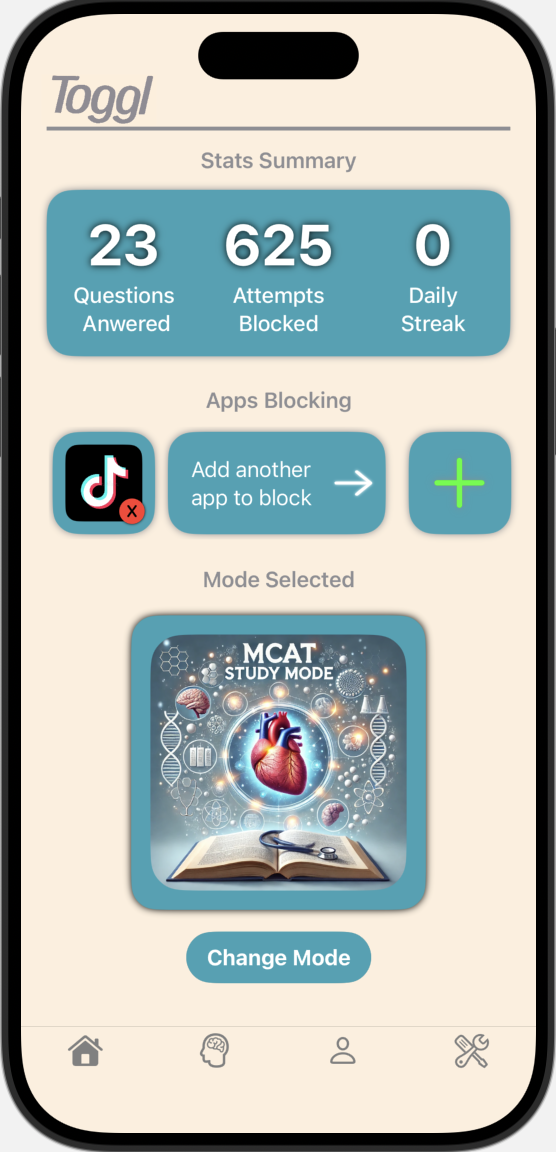 Toggl
Stats Summary
23
625
0
Questions
Anwered
Attempts
Blocked
Daily
Streak
Apps Blocking
X
Add another
app to block
Mode Selected
MCAT
STUDY MODE
Change Mode